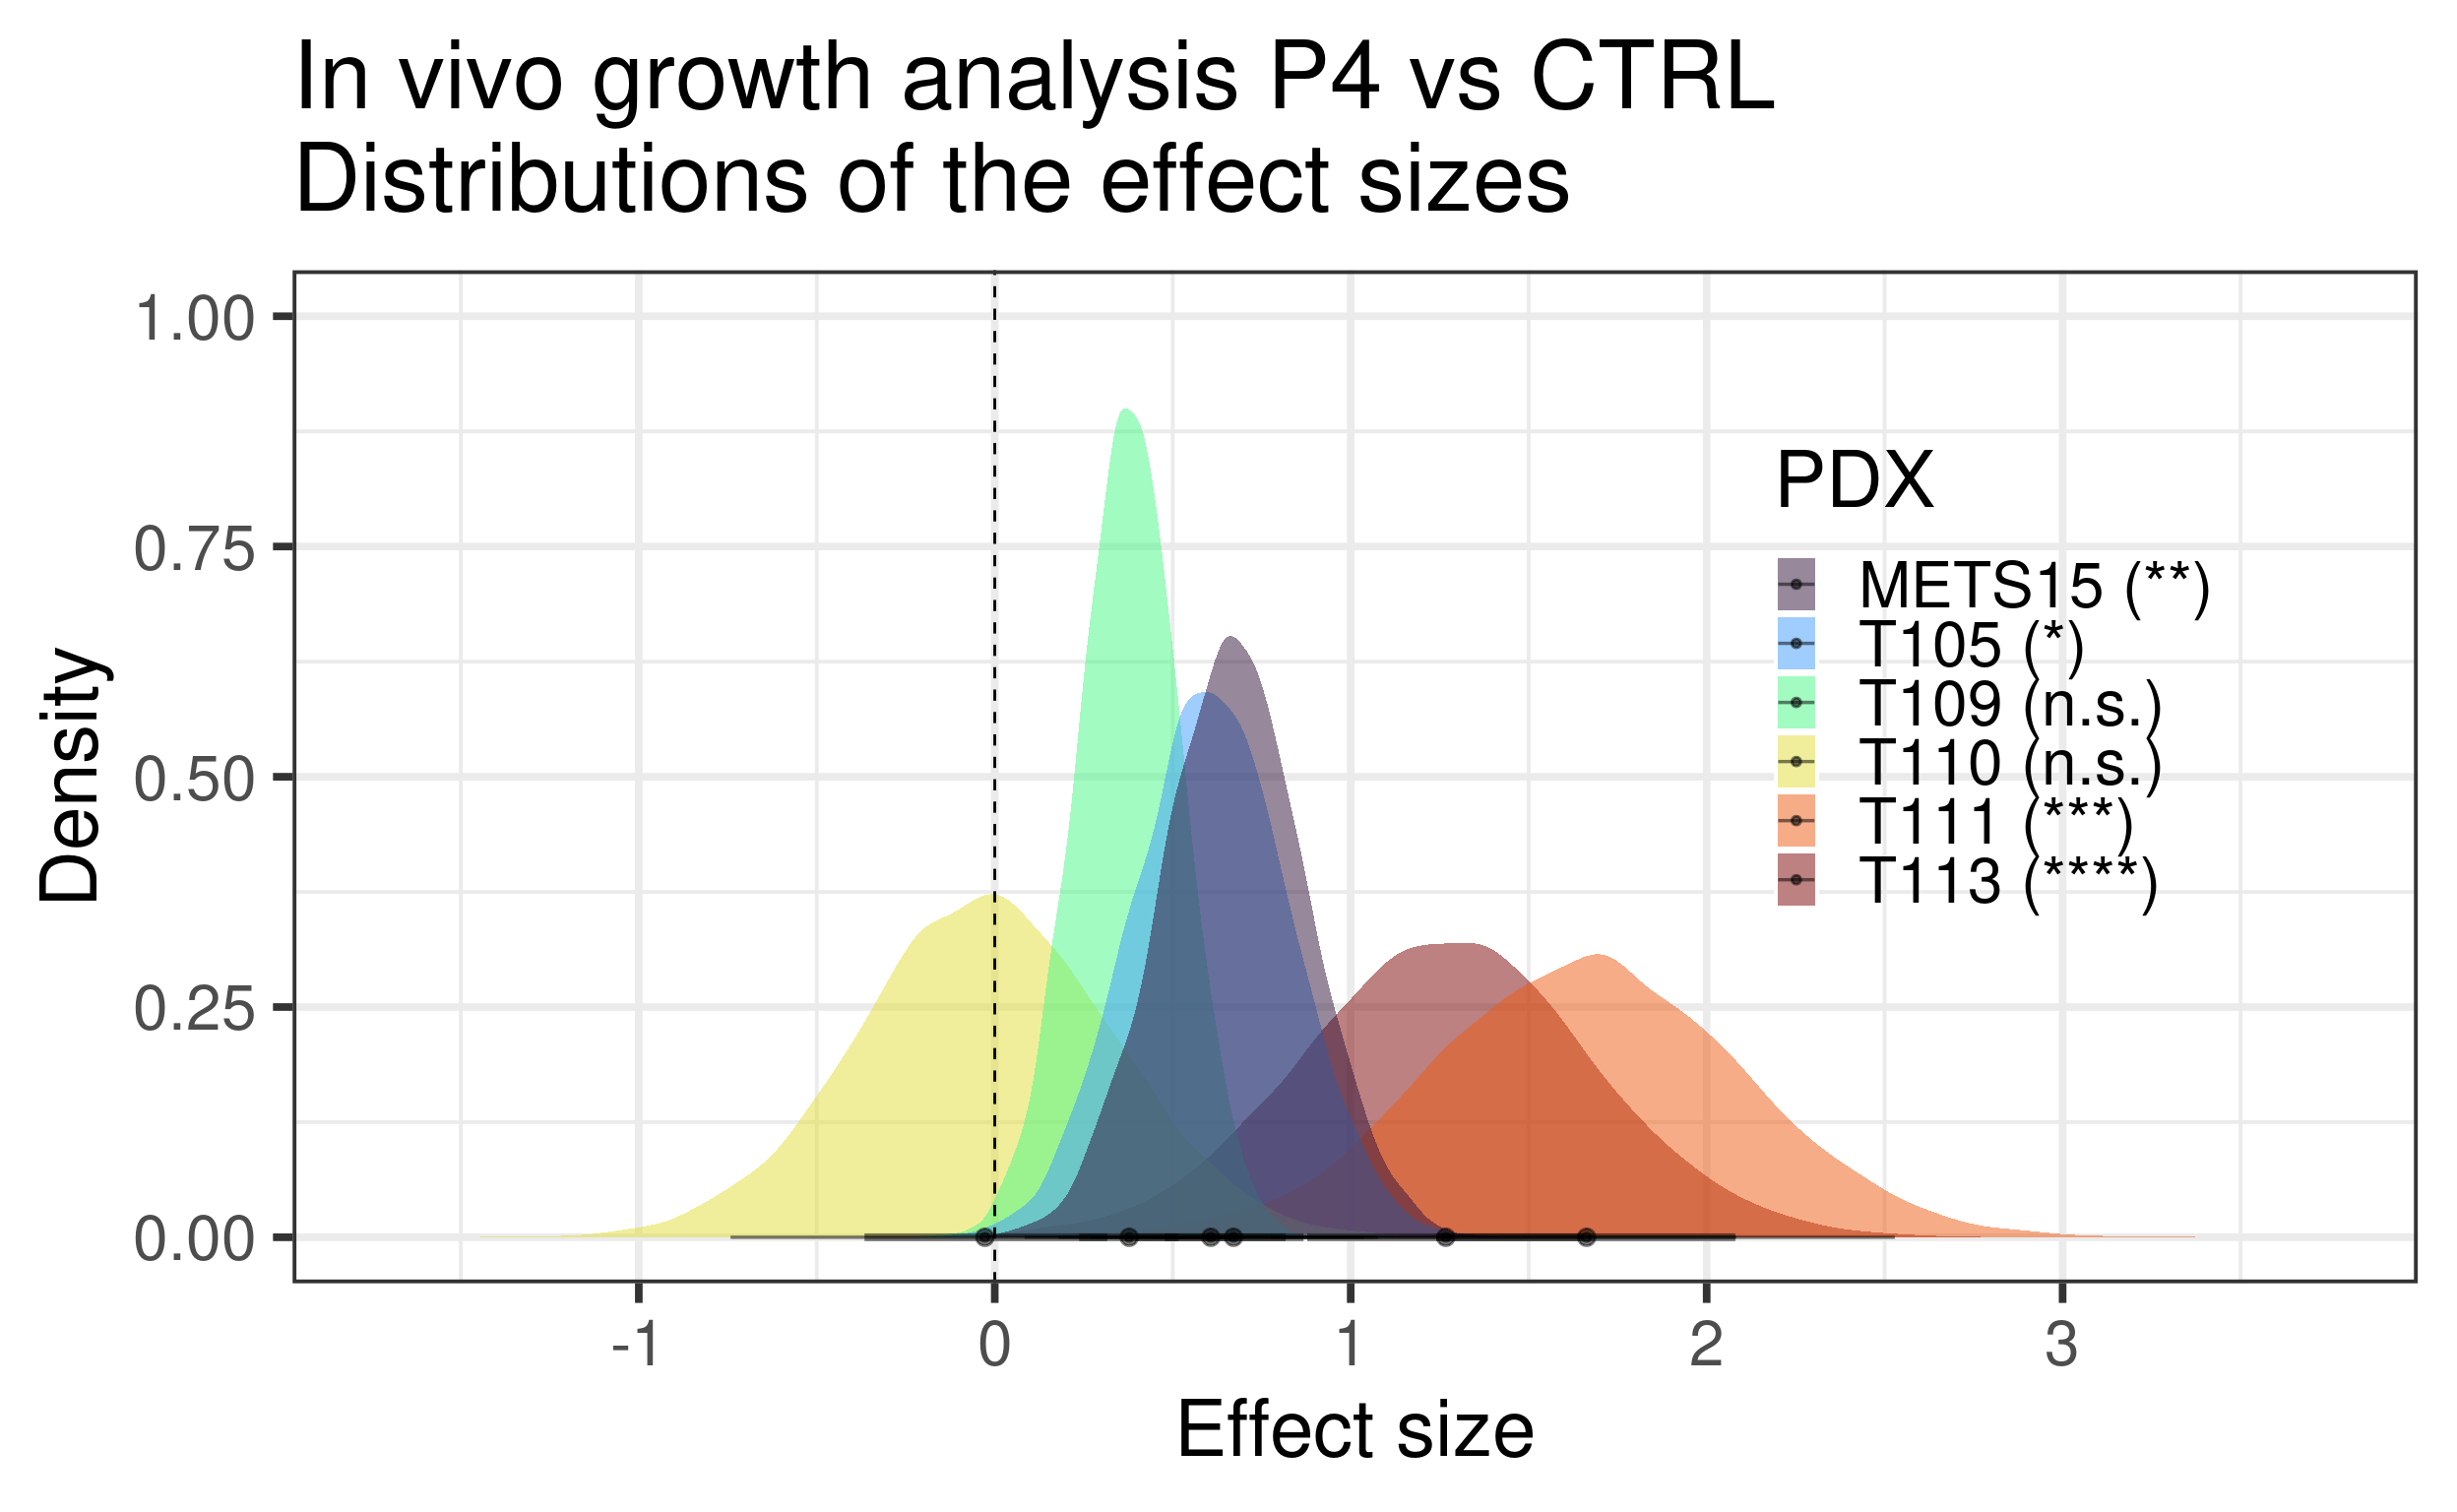 In vivo growth analysis P4 vs CTRL
Distributions of the effect sizes
1.00
0.75
0.50
0.25
0.00
Density
PDX
METS15 (**)
T105 (*)
T109 (n.s.)
T110 (n.s.)
T111 (***)
T113 (****)
-1
0
1
2
3
Effect size